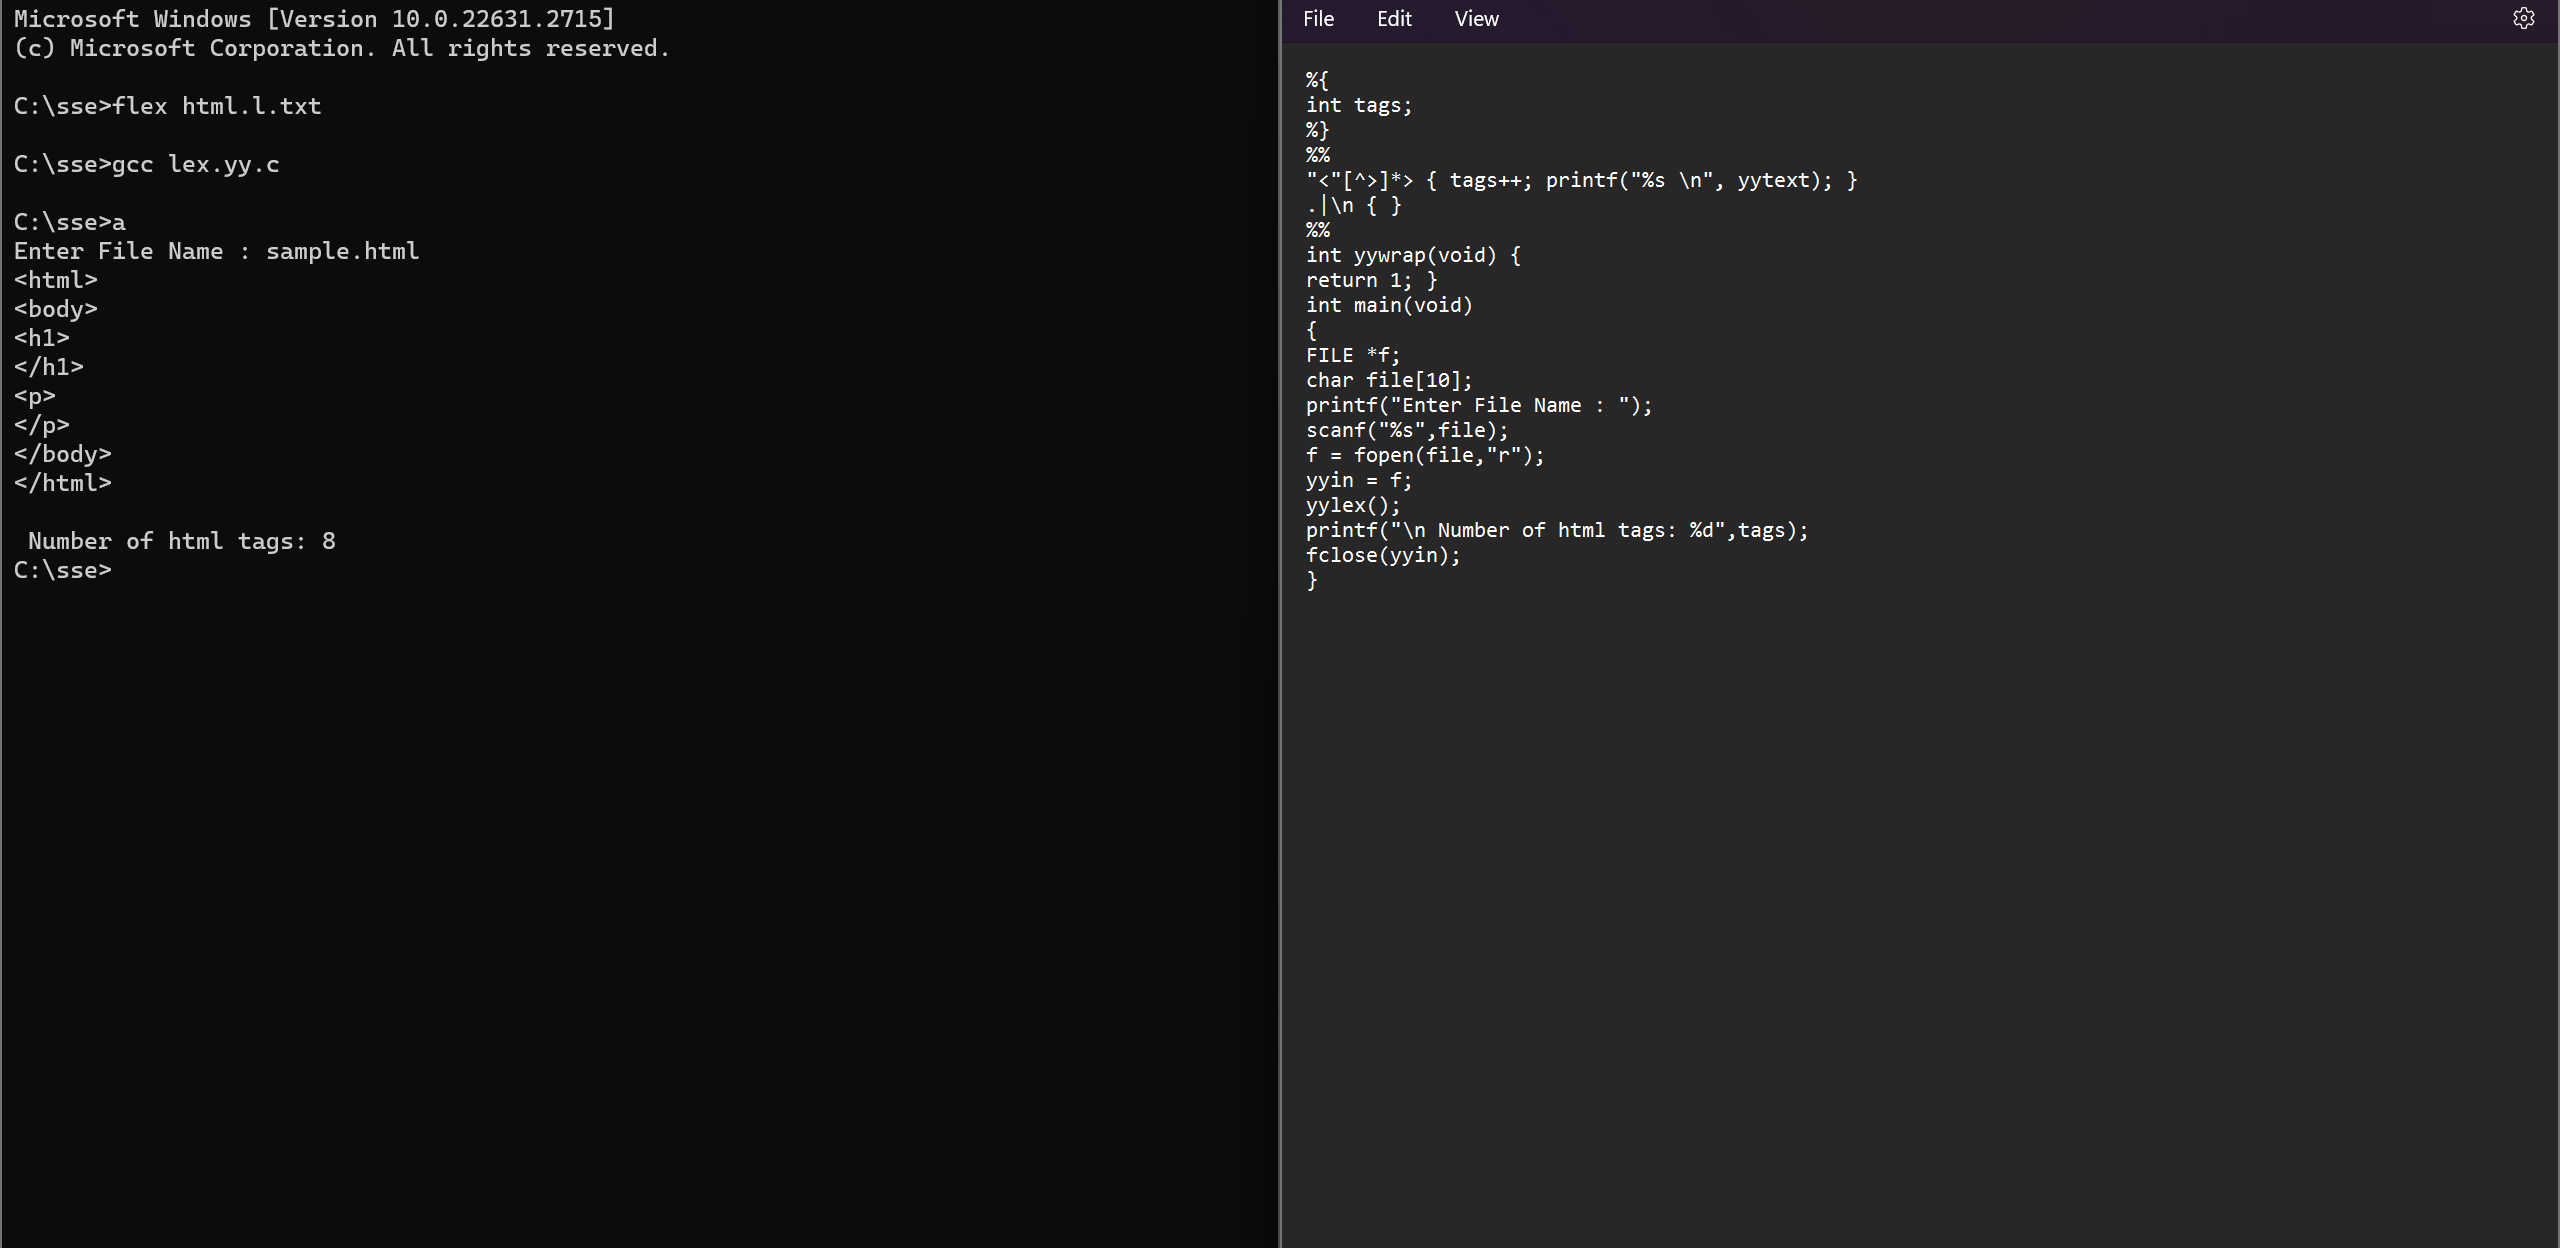 Microsoft Windows [Version 10.0.22631.2715]
(c) Microsoft Corporation. All rights reserved.
C:\sse>flex html.l.txt
C:\sse>gcc lex.yy.c
C:\sse>a
Enter File Name : sample.html
<html>
<body>
<h1>
</h1>
<p>
</p>
</body>
</html>
 Number of html tags: 8
C:\sse>
File Edit View
%{
int tags;
%}
%%
"<"[^>]*> { tags++; printf("%s \n", yytext); }
.|\n { }
%%
int yywrap(void) {
return 1; }
int main(void)
{
FILE *f;
char file[10];
printf("Enter File Name : ");
scanf("%s",file);
f = fopen(file,"r");
yyin = f;
yylex();
printf("\n Number of html tags: %d",tags);
fclose(yyin);
}